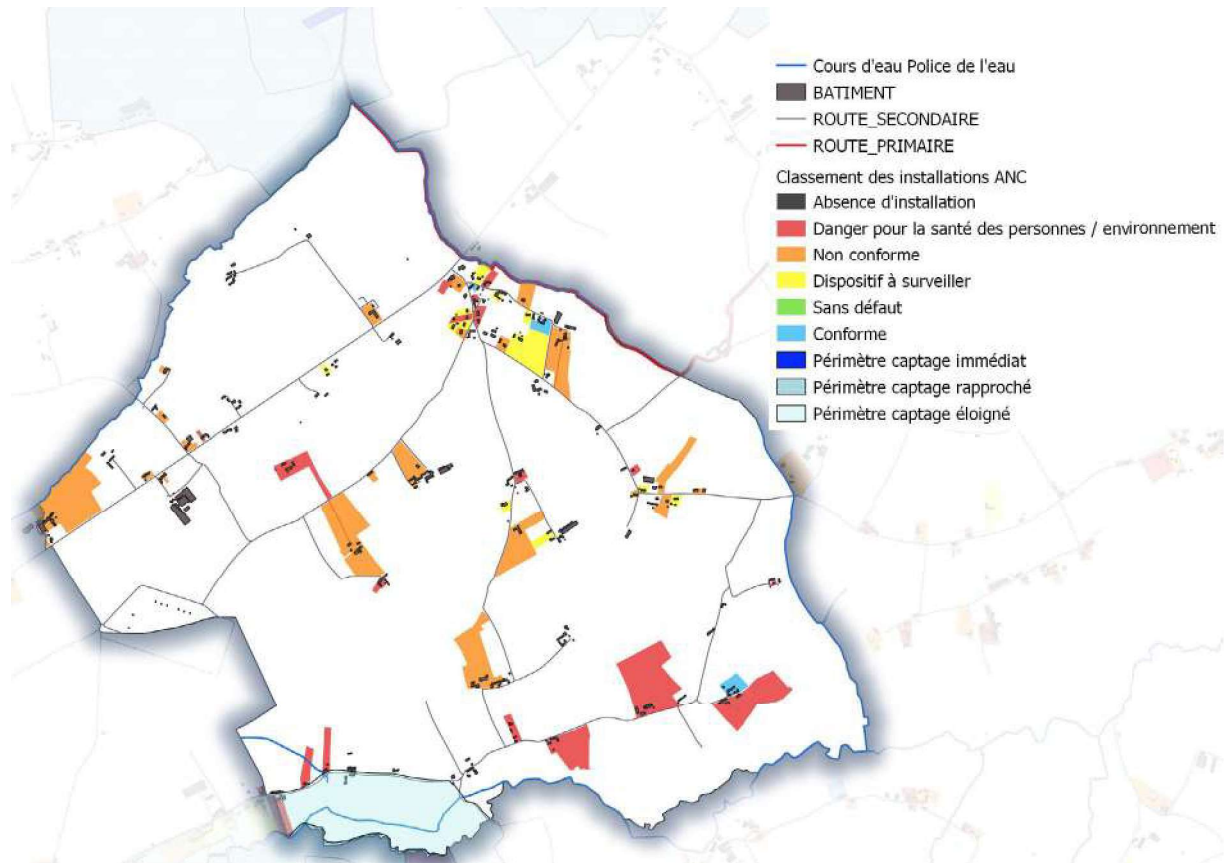 Cours d'eau Police de l'eau
BATIMENT
ROUTE_SECONDAIRE
ROUTE_PRIMAIRE
Classement des installations ANC
Absence d'installation
Danger pour la santé des personnes / environnement
Non conforme
Dispositif à surveiller
Sans défaut
Conforme
Périmètre captage immédiat
Périmètre captage rapproché
Périmètre captage éloigné